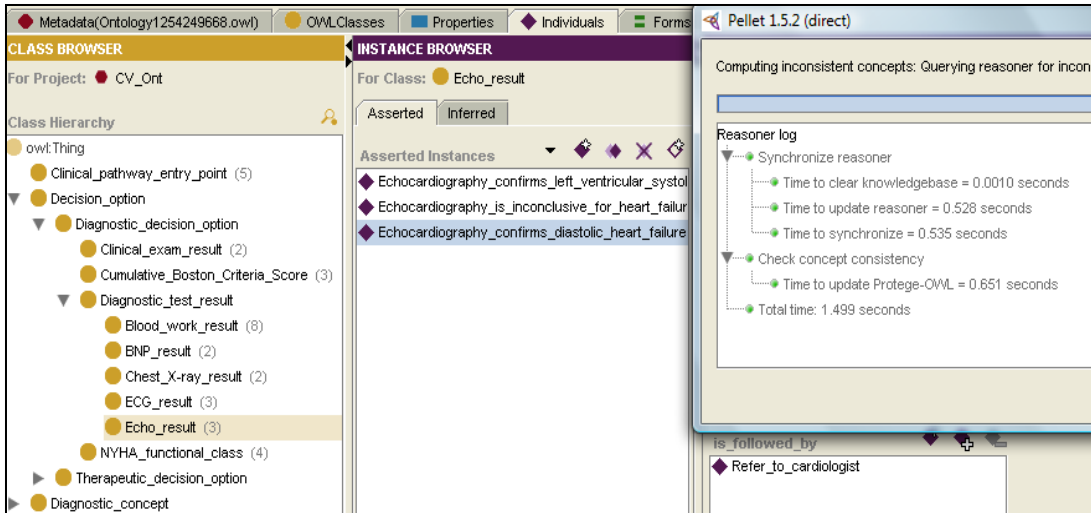 Metadata(Ontology1254249668.owl)
OWLClasses
Properties
Individuals
Forms
CLASS BROWSER
For Project: CV_Ont
Class Hierarchy
owl:Thing
Clinical_pathway_entry_point (5)
Decision_option
Diagnostic_decision_option
Clinical_exam_result (2)
Cumulative_Boston_Criteria_Score (3)
Diagnostic_test_result
Blood_work_result (8)
BNP_result (2)
Chest_X-ray_result (2)
ECG_result (3)
Echo_result (3)
NYHA_functional_class (4)
Therapeutic_decision_option
Diagnostic_concept
INSTANCE BROWSER
For Class: Echo_result
Asserted
Inferred
Asserted Instances
Echocardiography_confirms_left_ventricular_systol
Echocardiography_is_inconclusive_for_heart_failur
Echocardiography_confirms_diastolic_heart_failure
Pellet 1.5.2 (direct)
Computing inconsistent concepts: Querying reasoner for incon
Reasoner log
Synchronize reasoner
Time to clear knowledgebase = 0.0010 seconds
Time to update reasoner = 0.528 seconds
Time to synchronize = 0.535 seconds
Check concept consistency
Time to update Protege-OWL = 0.651 seconds
Total time: 1.499 seconds
is_followed_by
Refer_to_cardiologist